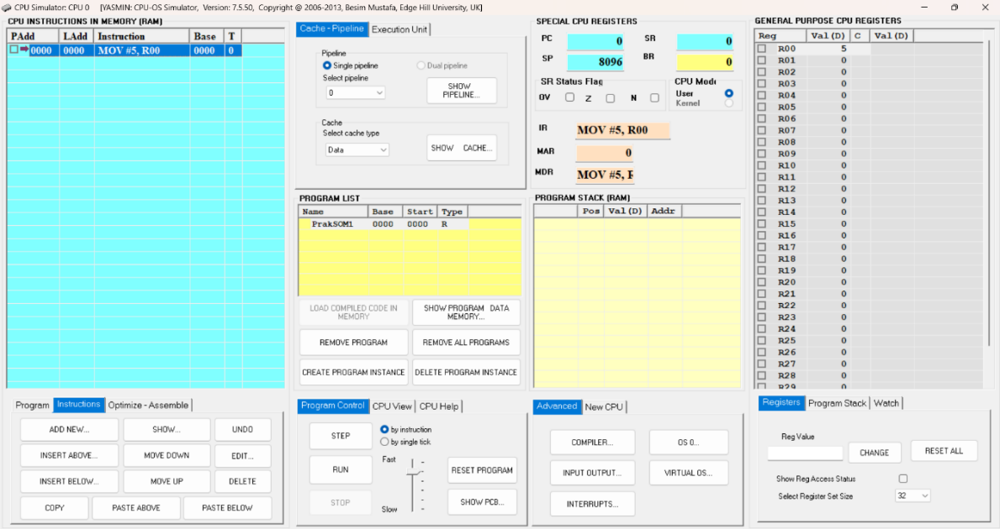 CPU Simulator: CPU 0 [YASMIN: CPU-OS Simulator, Version: 7.5.50, Copyright @ 2006-2013, Besim Mustafa, Edge Hill University, UK]
CPU INSTRUCTIONS IN MEMORY (RAM)
PAdd LAdd Instruction Base T
0000 0000 MOV #5, R00 0000 0
Program Instructions Optimize - Assemble
ADD NEW... SHOW... UNDO
INSERT ABOVE... MOVE DOWN EDIT...
INSERT BELOW... MOVE UP DELETE
COPY PASTE ABOVE PASTE BELOW
Cache - Pipeline Execution Unit
Pipeline
Single pipeline Dual pipeline
Select pipeline
0
SHOW
PIPELINE...
Cache
Select cache type
Data
SHOW CACHE...
PROGRAM LIST
Name Base Start Type
PrakSOM1 0000 0000 R
LOAD COMPILED CODE IN
MEMORY
SHOW PROGRAM DATA
MEMORY...
REMOVE PROGRAM REMOVE ALL PROGRAMS
CREATE PROGRAM INSTANCE DELETE PROGRAM INSTANCE
Program Control CPU View CPU Help
STEP
by instruction
by single tick
RUN
STOP
Fast
Slow
RESET PROGRAM
SHOW PCB...
SPECIAL CPU REGISTERS
PC 0 SR 0
SP 8096 BR 0
SR Status Flag
OV Z N
CPU Mode
User
Kernel
IR MOV #5, R00
MAR 0
MDR MOV #5, R
PROGRAM STACK (RAM)
Pos Val (D) Addr
Advanced New CPU
COMPILER... OS 0...
INPUT OUTPUT... VIRTUAL OS...
INTERRUPTS...
GENERAL PURPOSE CPU REGISTERS
Reg Val (D) C Val (D)
R00 5
R01 0
R02 0
R03 0
R04 0
R05 0
R06 0
R07 0
R08 0
R09 0
R10 0
R11 0
R12 0
R13 0
R14 0
R15 0
R16 0
R17 0
R18 0
R19 0
R20 0
R21 0
R22 0
R23 0
R24 0
R25 0
R26 0
R27 0
R28 0
R29 0
Registers Program Stack Watch
Reg Value
CHANGE RESET ALL
Show Reg Access Status
Select Register Set Size 32